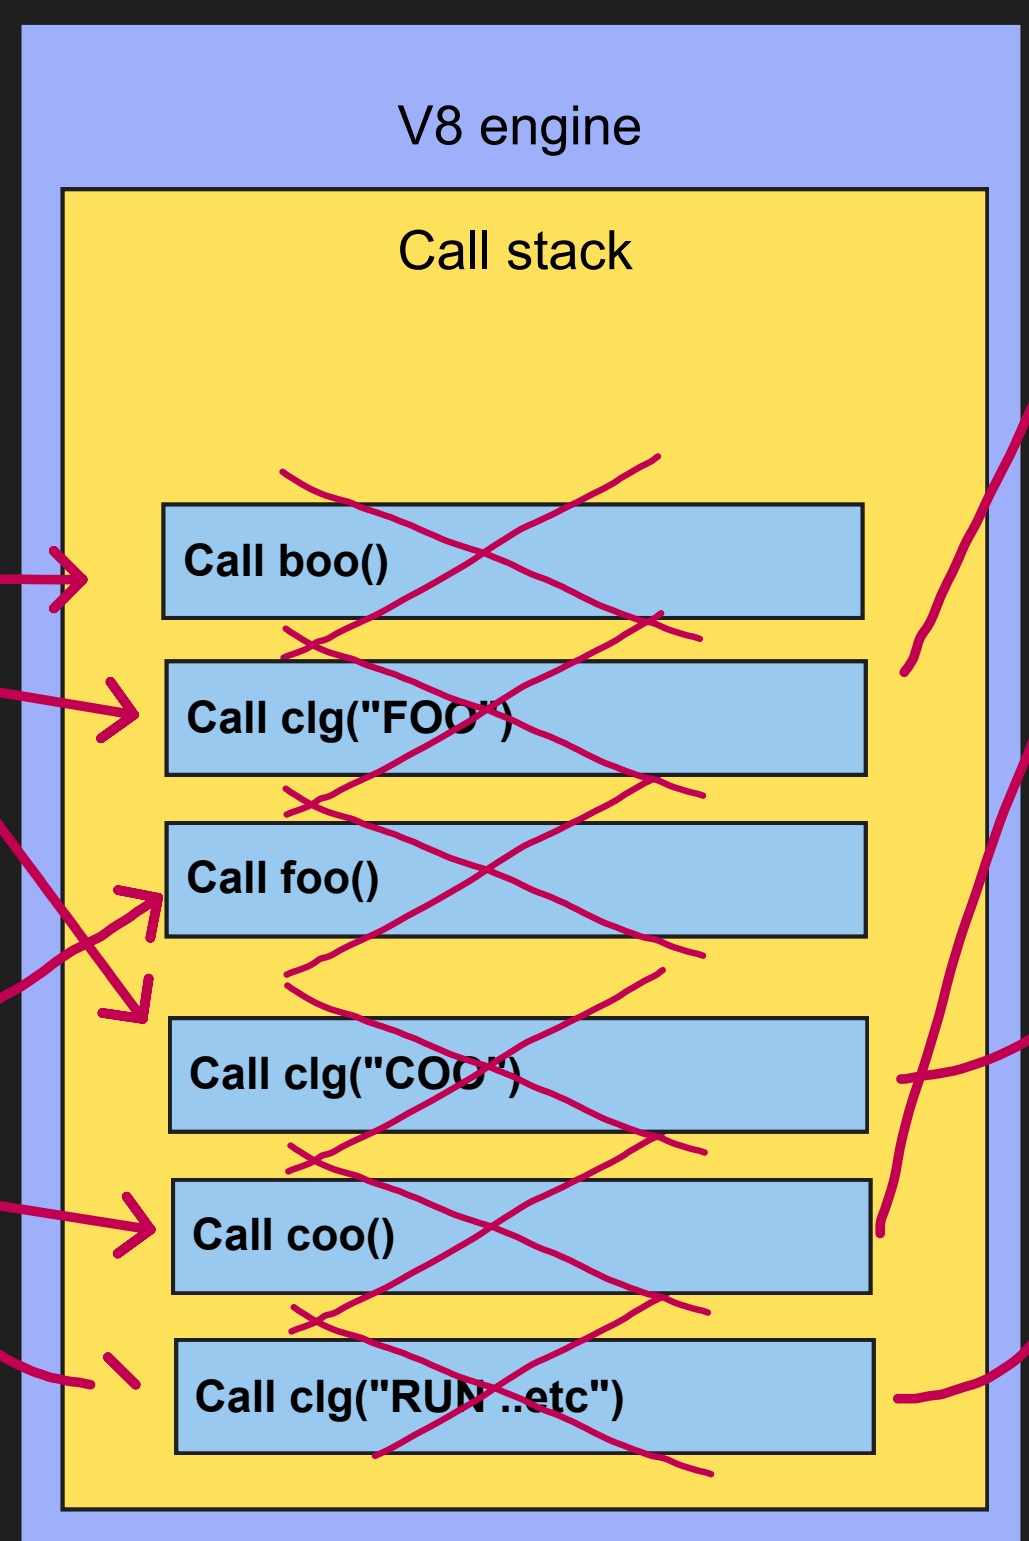 V8 engine
Call stack
Call boo()
Call clg("FOO")
Call foo()
Call clg("COO")
Call coo()
Call clg("RUN ..etc")